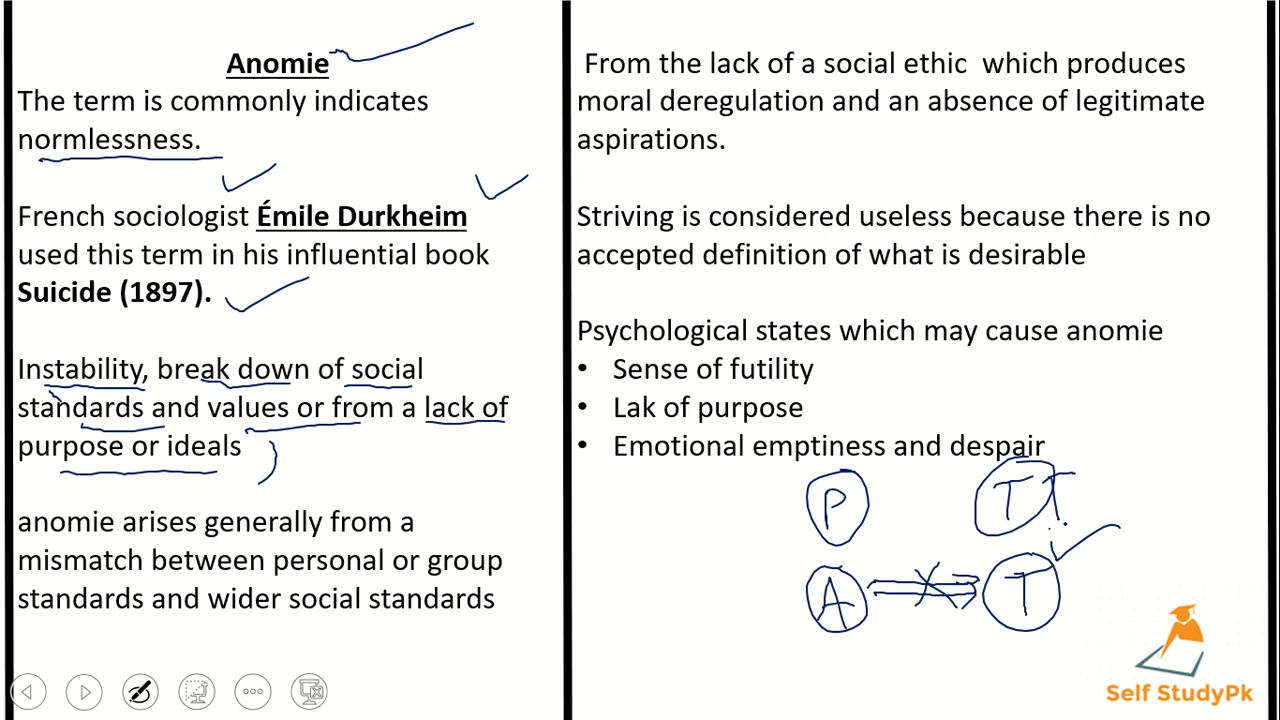 Anomie
The term is commonly indicates
normlessness.
French sociologist Émile Durkheim
used this term in his influential book
Suicide (1897).
Instability, break down of social
standards and values or from a lack of
purpose or ideals
anomie arises generally from a
mismatch between personal or group
standards and wider social standards
From the lack of a social ethic which produces
moral deregulation and an absence of legitimate
aspirations.
Striving is considered useless because there is no
accepted definition of what is desirable
Psychological states which may cause anomie
• Sense of futility
• Lak of purpose
• Emotional emptiness and despair
P T T
A T
Self StudyPk